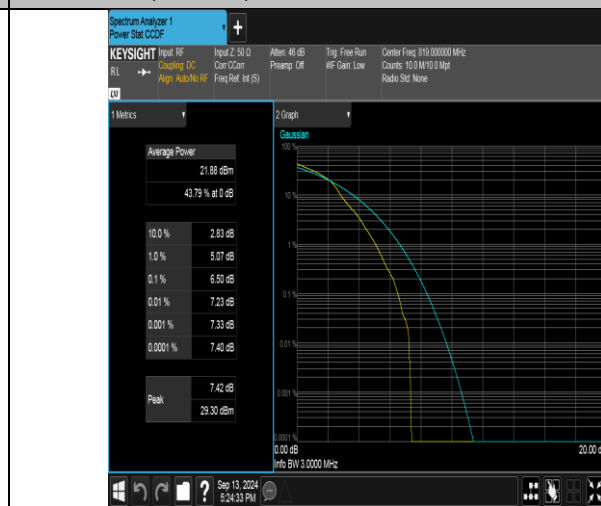 Spectrum Analyzer 1
Power Stat CCDF
+
KEYSIGHT
RL
LXI
Input: RF
Coupling: DC
Align: Auto/No RF
Input Z: 50 Ω
Corr CCorr
Freq Ref: Int (S)
Atten: 46 dB
Preamp: Off
Trig: Free Run
#IF Gain: Low
Center Freq: 819.000000 MHz
Counts: 10.0 M/10.0 Mpt
Radio Std: None
1 Metrics
Average Power
21.88 dBm
43.79 % at 0 dB
10.0 % 2.83 dB
1.0 % 5.07 dB
0.1 % 6.50 dB
0.01 % 7.23 dB
0.001 % 7.33 dB
0.0001 % 7.40 dB
Peak
7.42 dB
29.30 dBm
2 Graph
Gaussian
100 %
10 %
1 %
0.1 %
0.01 %
0.001 %
0.0001 %
0.00 dB
20.00 d
Info BW 3.0000 MHz
?
Sep 13, 2024
5:24:33 PM